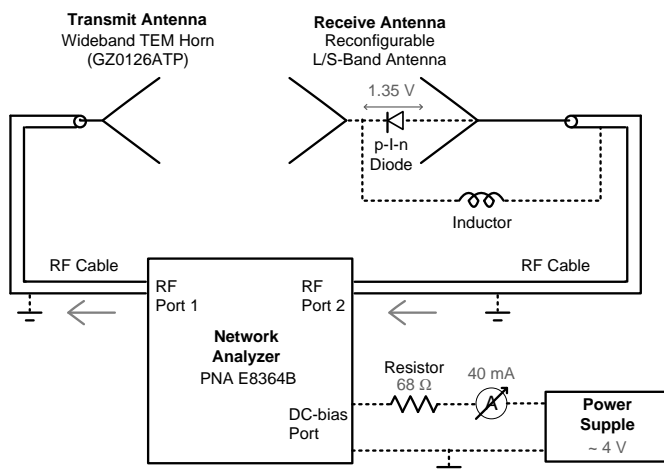 Transmit Antenna
Wideband TEM Horn
(GZ0126ATP)
Receive Antenna
Reconfigurable
L/S-Band Antenna
1.35 V
p-I-n
Diode
Inductor
RF Cable
RF Cable
RF
Port 1
RF
Port 2
Network
Analyzer
PNA E8364B
DC-bias
Port
Resistor
68 Ω
40 mA
A
Power
Supple
~ 4 V